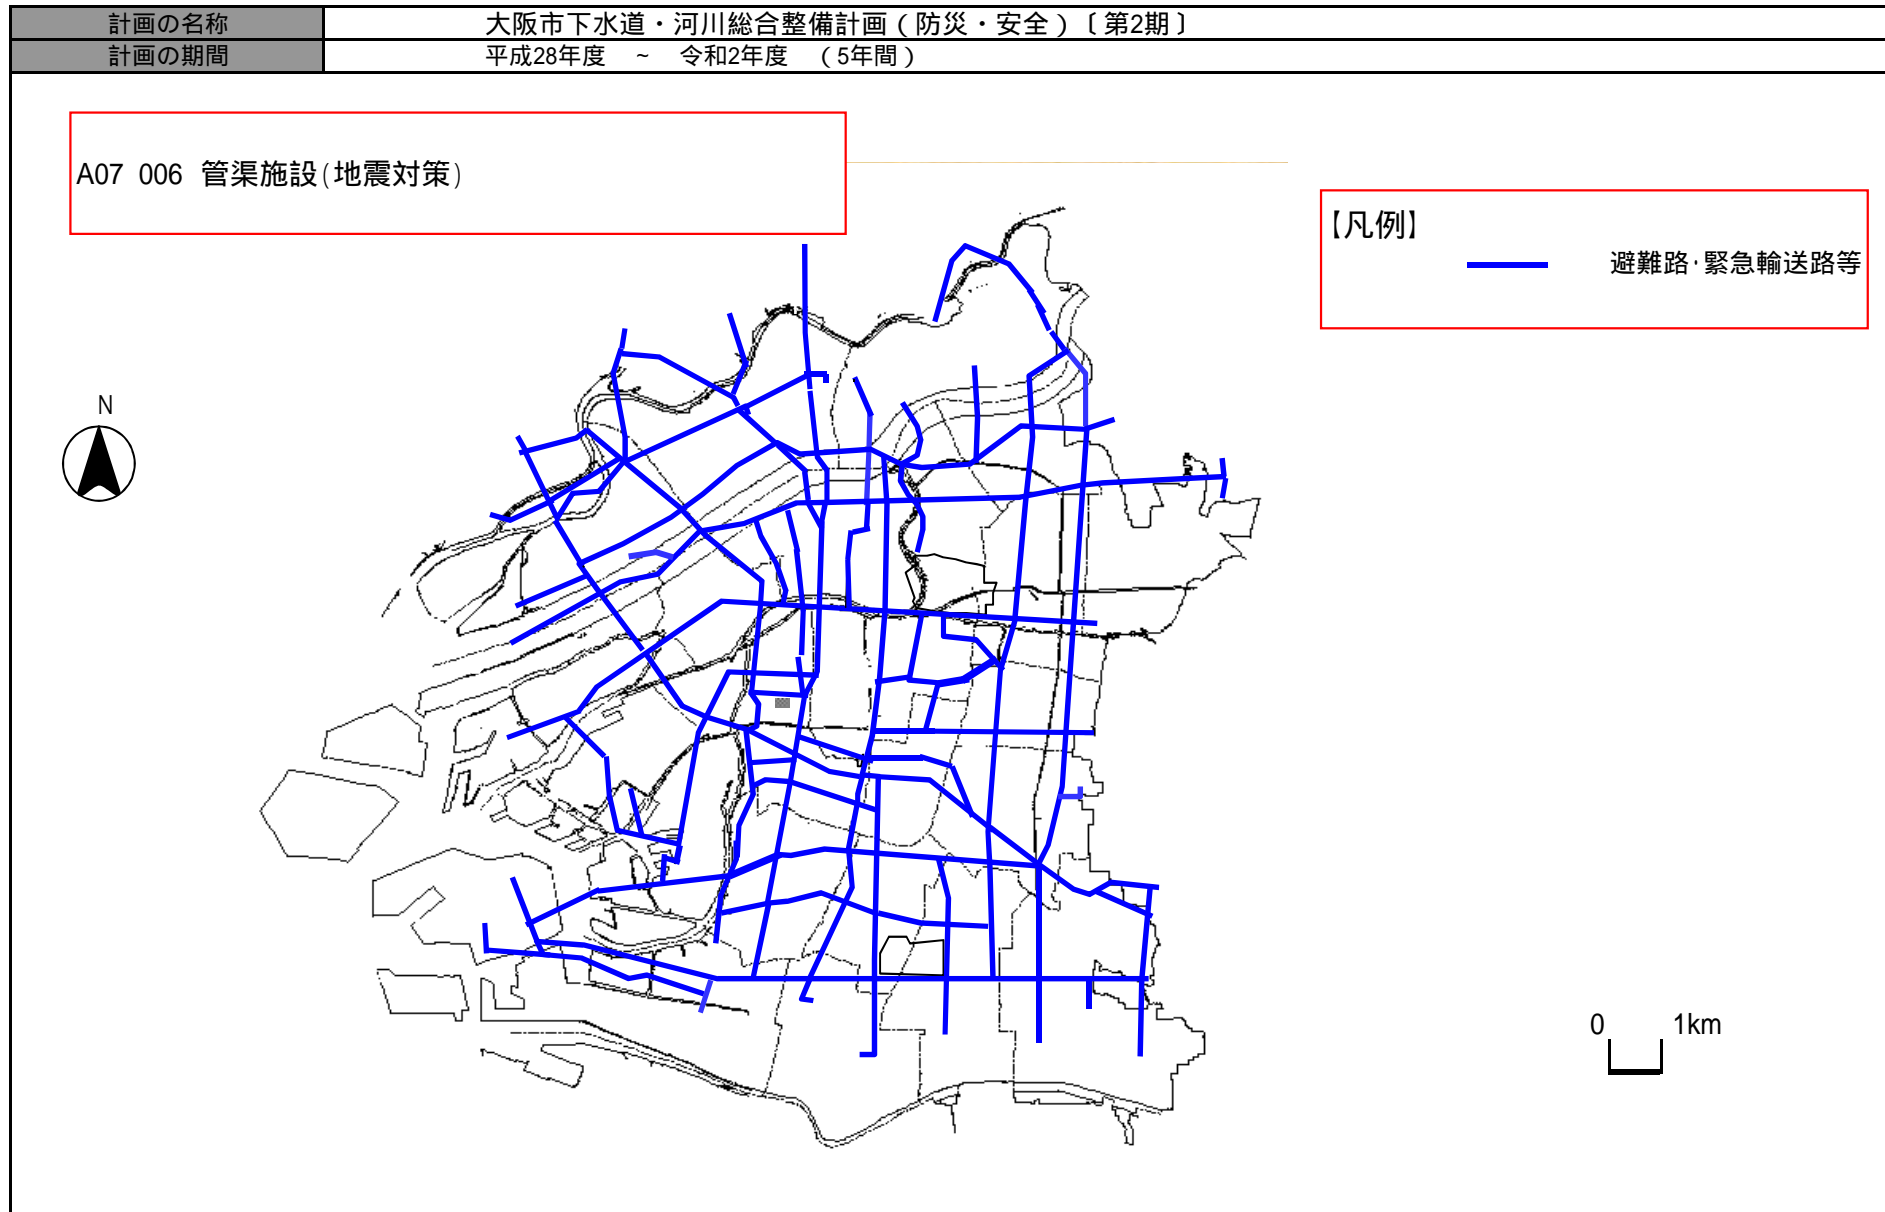 計画の名称 大阪市下水道・河川総合整備計画（防災・安全）〔第2期〕
計画の期間 平成28年度 ~ 令和2年度 （5年間）
A07 006 管渠施設(地震対策)
【凡例】
避難路･緊急輸送路等
N
0 1km